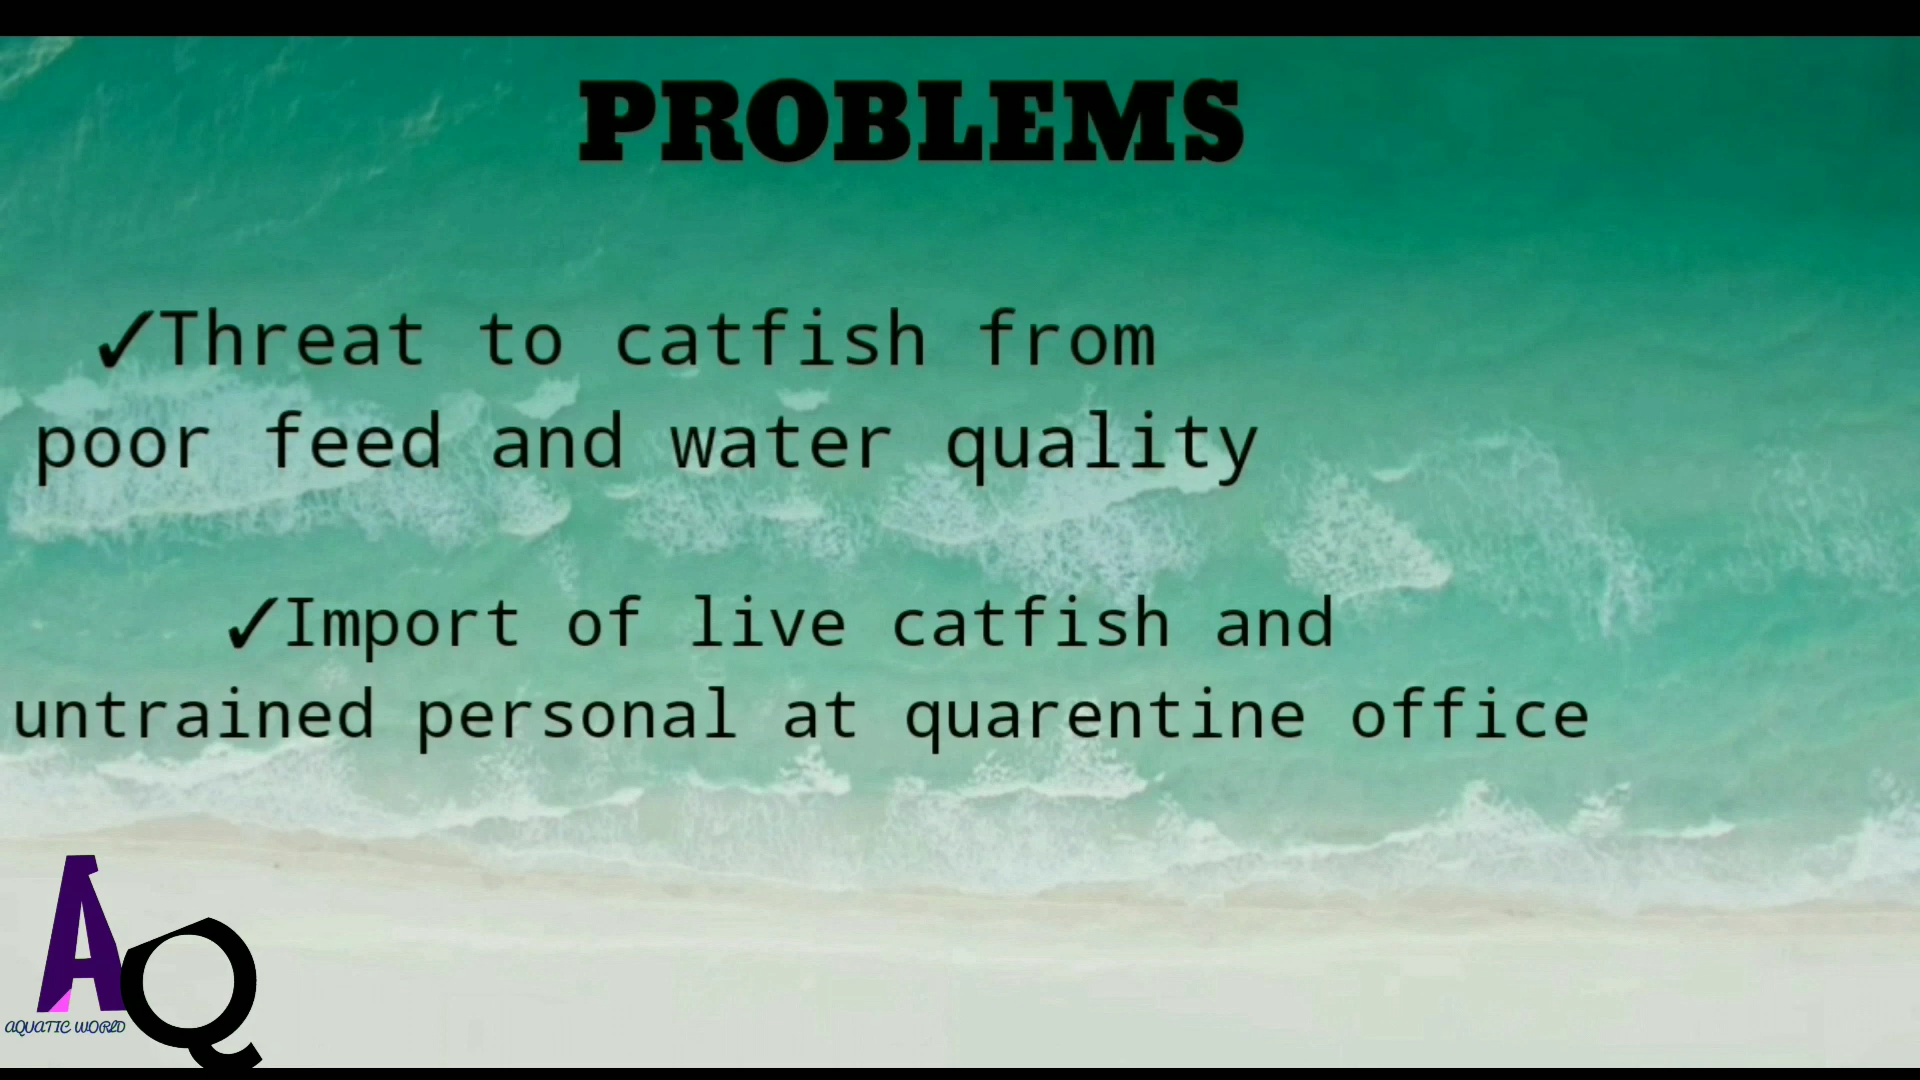 PROBLEMS
✓Threat to catfish from
poor feed and water quality
✓Import of live catfish and
untrained personal at quarentine office
AQ
AQUATIC WORLD